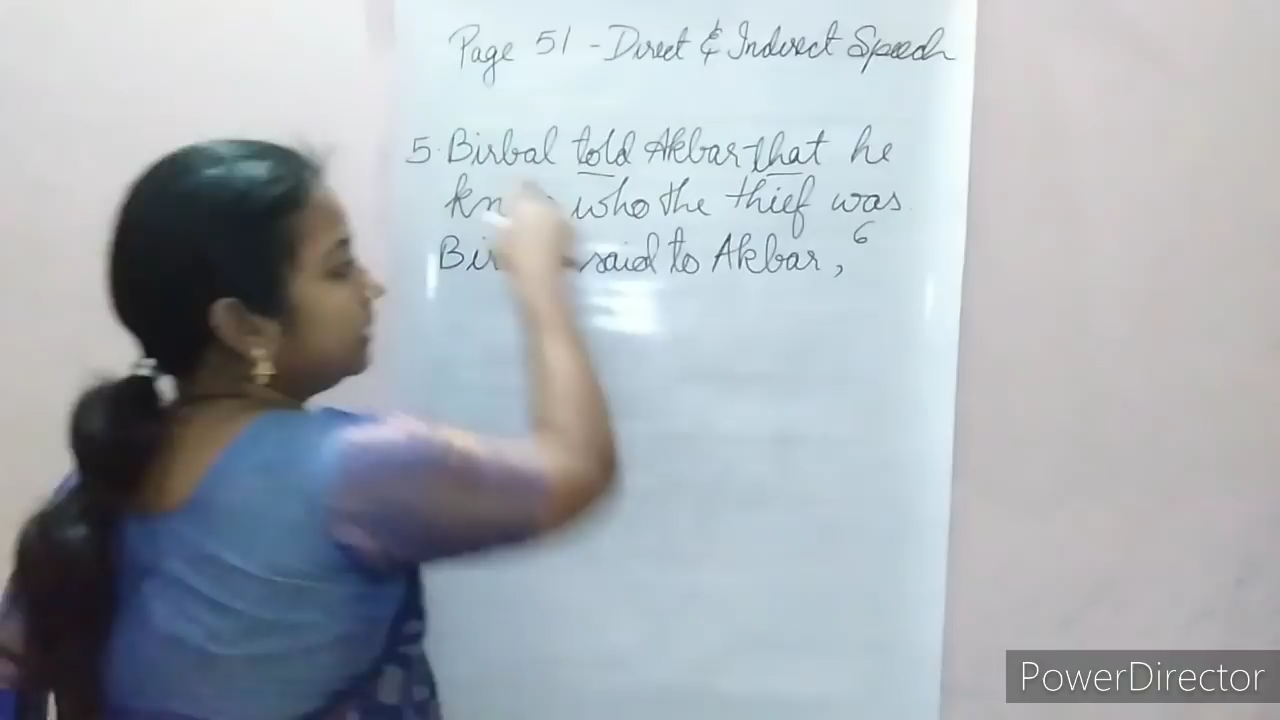 Page 51 - Direct & Indirect Speech
5. Birbal told Akbar that he
who the thief was
said to Akbar, ‘
PowerDirector